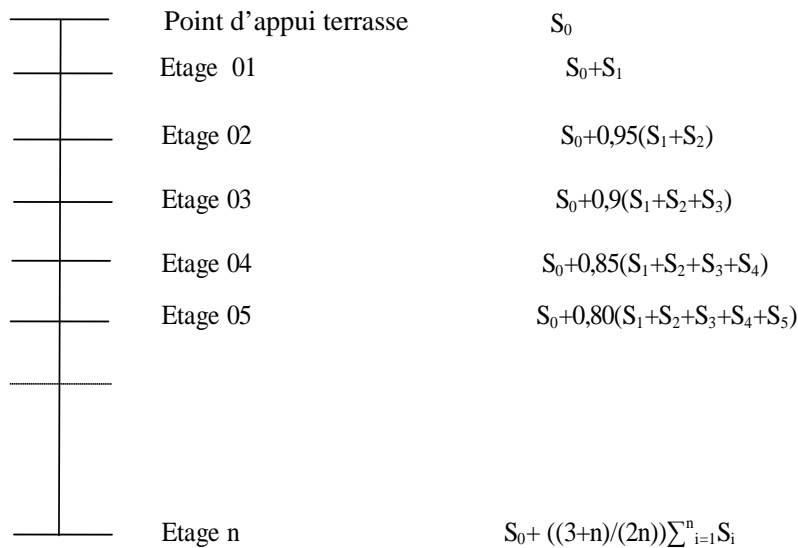 Point d'appui terrasse S₀
Etage 01 S₀+S₁
Etage 02 S₀+0,95(S₁+S₂)
Etage 03 S₀+0,9(S₁+S₂+S₃)
Etage 04 S₀+0,85(S₁+S₂+S₃+S₄)
Etage 05 S₀+0,80(S₁+S₂+S₃+S₄+S₅)
Etage n S₀+ ((3+n)/(2n))∑ⁿᵢ₌₁Sᵢ